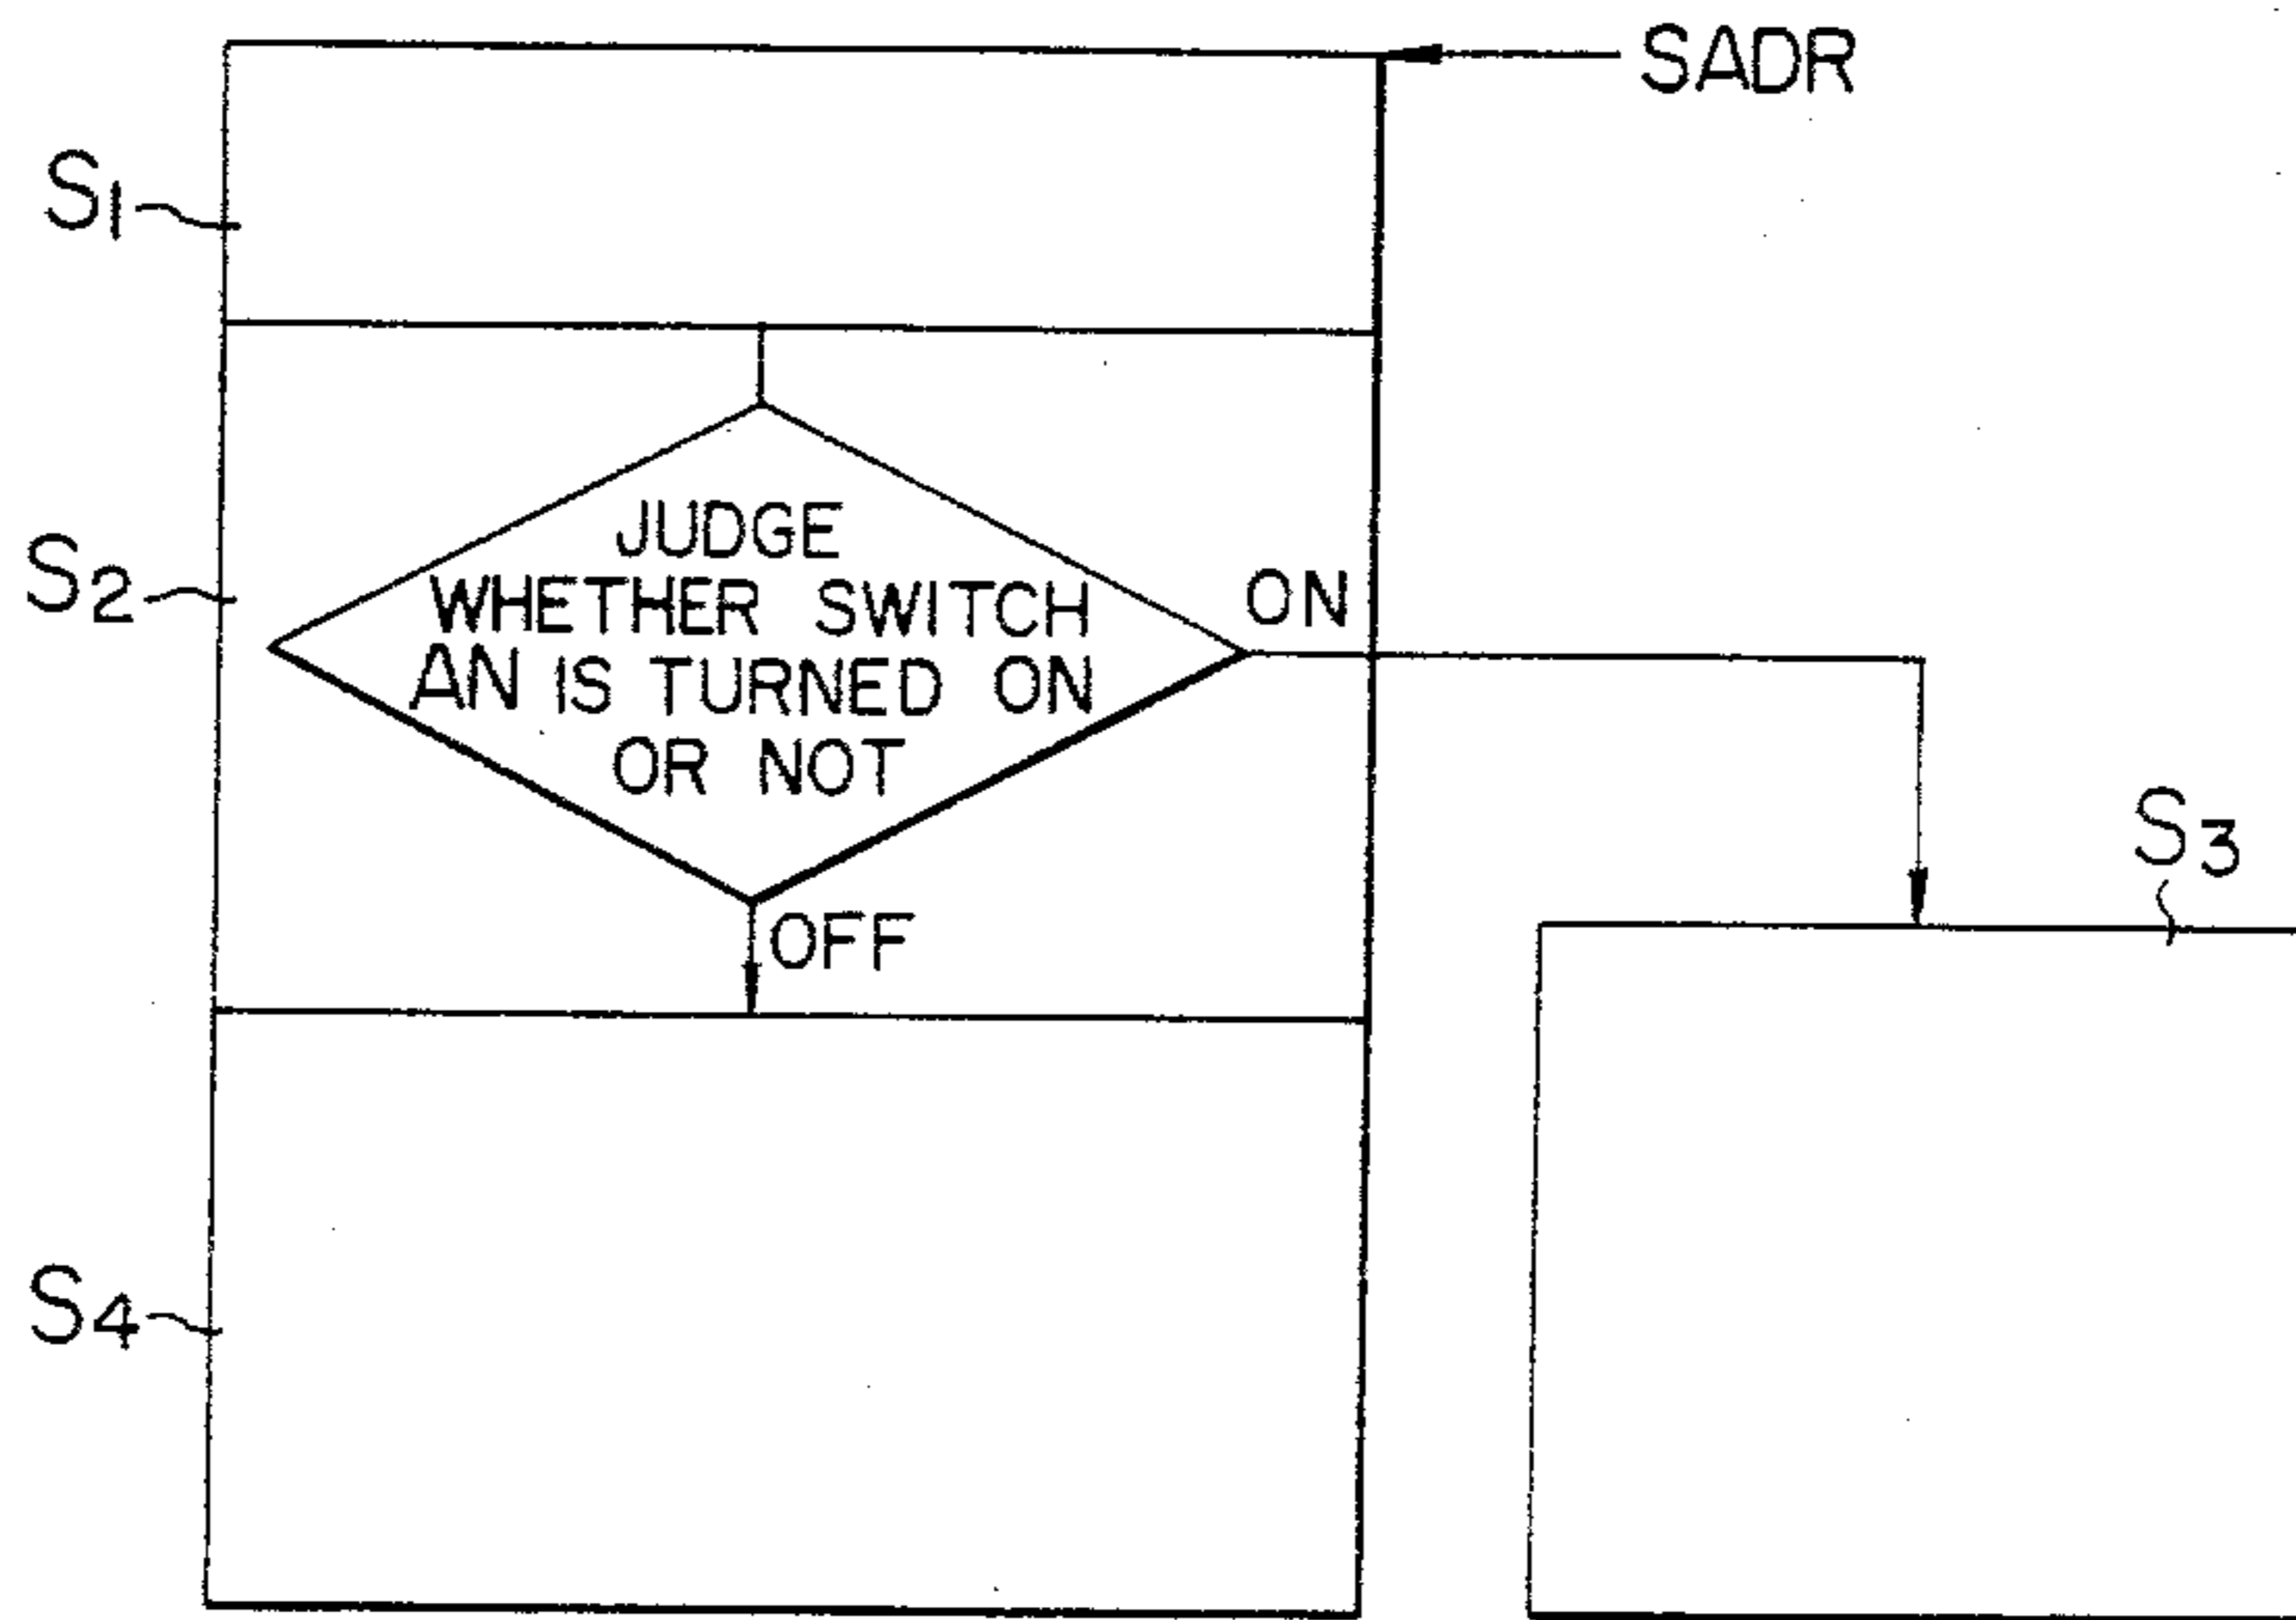 SADR
S1
S2
JUDGE
WHETHER SWITCH
AN IS TURNED ON
OR NOT
ON
OFF
S3
S4